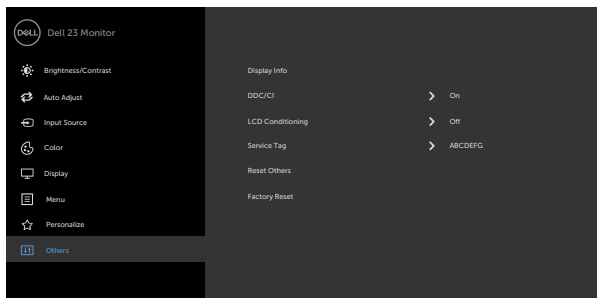 DELL Dell 23 Monitor
Brightness/Contrast
Auto Adjust
Input Source
Color
Display
Menu
Personalize
Others
Display Info
DDC/CI On
LCD Conditioning Off
Service Tag ABCDEFG
Reset Others
Factory Reset